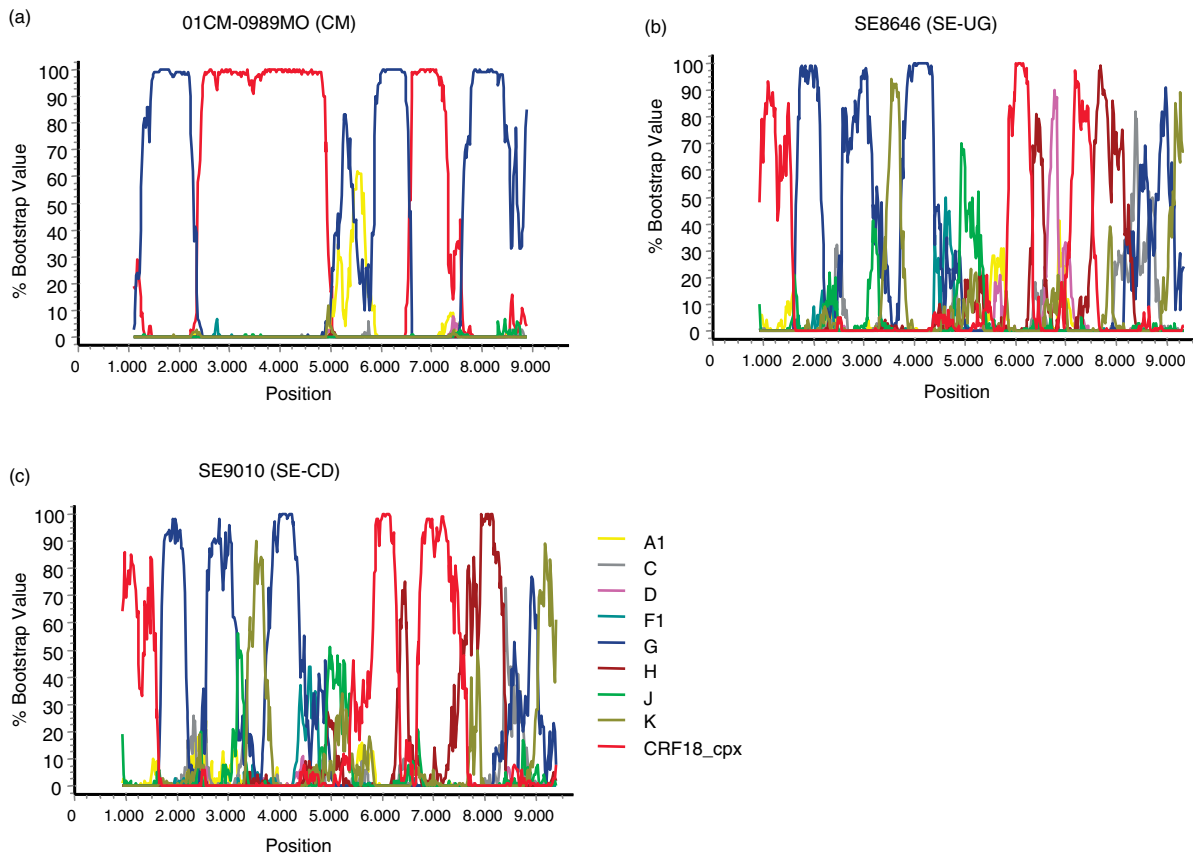 (a)
01CM-0989MO (CM)
% Bootstrap Value
100
90
80
70
60
50
40
30
20
10
0
0 1.000 2.000 3.000 4.000 5.000 6.000 7.000 8.000 9.000
Position
(b)
SE8646 (SE-UG)
% Bootstrap Value
100
90
80
70
60
50
40
30
20
10
0
0 1.000 2.000 3.000 4.000 5.000 6.000 7.000 8.000 9.000
Position
(c)
SE9010 (SE-CD)
% Bootstrap Value
100
90
80
70
60
50
40
30
20
10
0
0 1.000 2.000 3.000 4.000 5.000 6.000 7.000 8.000 9.000
Position
A1
C
D
F1
G
H
J
K
CRF18_cpx